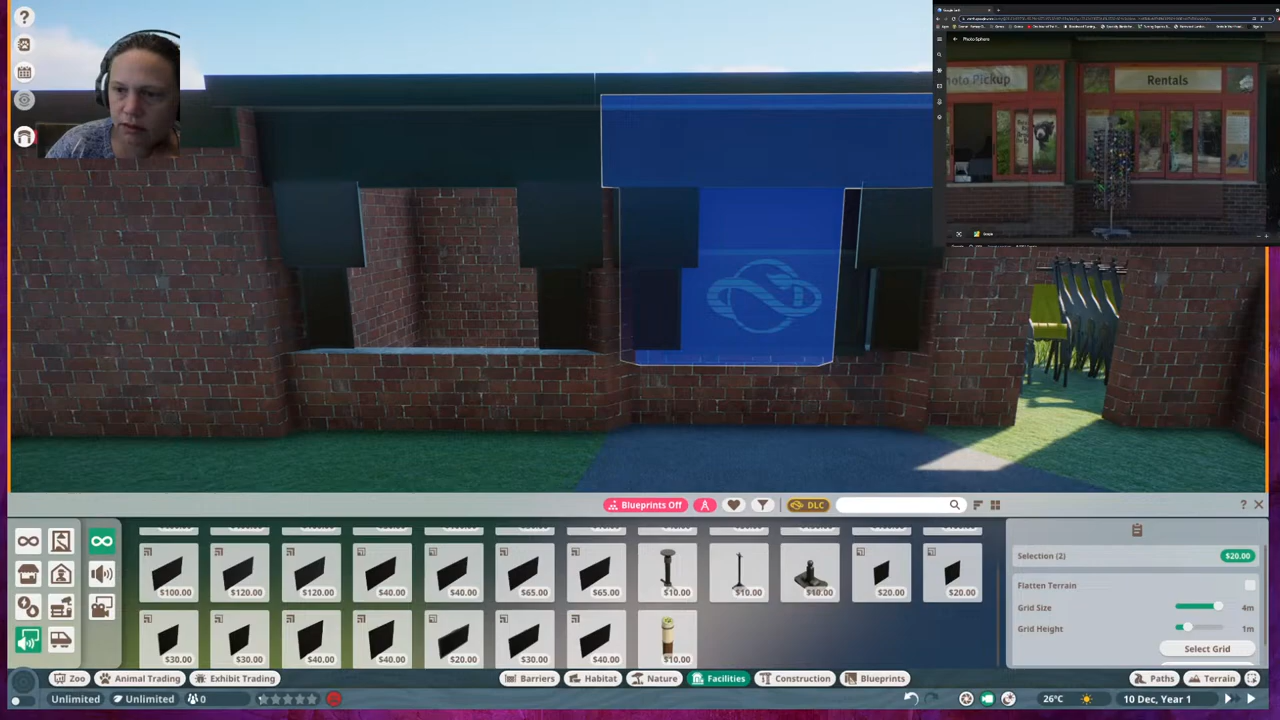 ?
Photo Sphere
hoto Pickup
Rentals
Google
Blueprints Off
DLC
?
$100.00 $120.00 $120.00 $40.00 $40.00 $65.00 $65.00 $10.00 $10.00 $10.00 $20.00 $20.00
$30.00 $30.00 $40.00 $40.00 $20.00 $30.00 $40.00 $10.00
Selection (2) $20.00
Flatten Terrain
Grid Size 4m
Grid Height 1m
Select Grid
Zoo Animal Trading Exhibit Trading Barriers Habitat Nature Facilities Construction Blueprints Paths Terrain
Unlimited Unlimited 0 26°C 10 Dec, Year 1